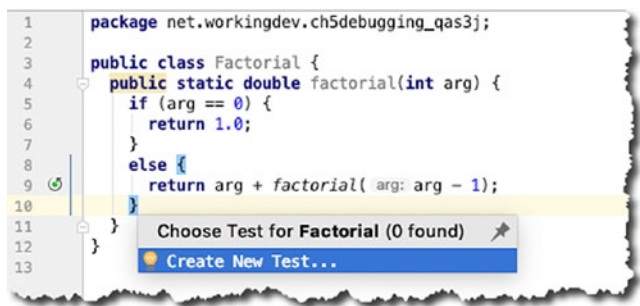 1 package net.workingdev.ch5debugging_qas3j;
2
3 public class Factorial {
4 public static double factorial(int arg) {
5 if (arg == 0) {
6 return 1.0;
7 }
8 else {
9 return arg + factorial( arg: arg - 1);
10 }
11 }
12 }
13
Choose Test for Factorial (0 found)
Create New Test...